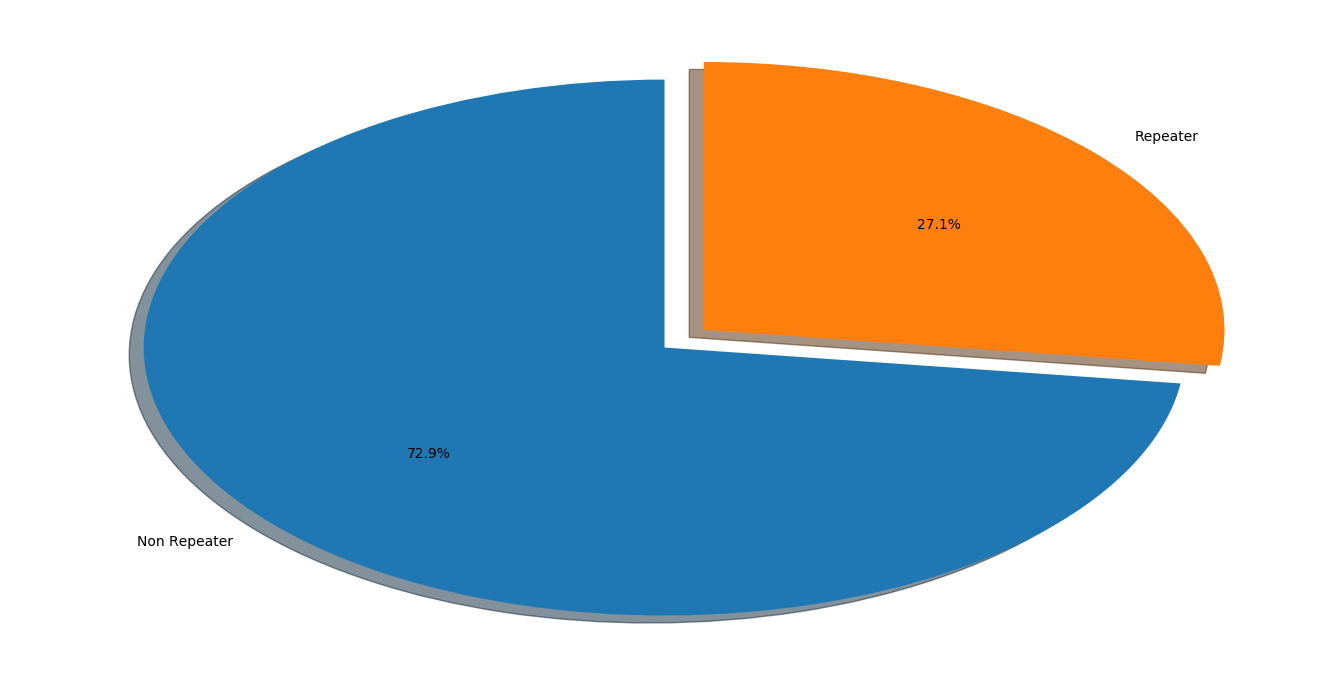 Repeater
27.1%
72.9%
Non Repeater